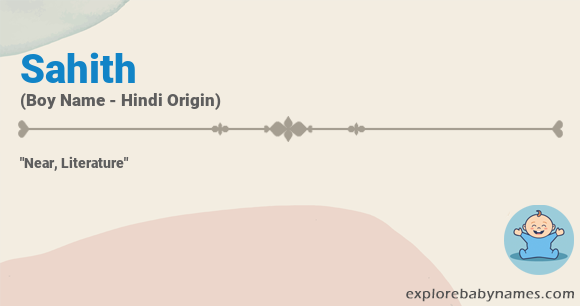 Sahith
(Boy Name - Hindi Origin)
"Near, Literature"
explorebabynames.com